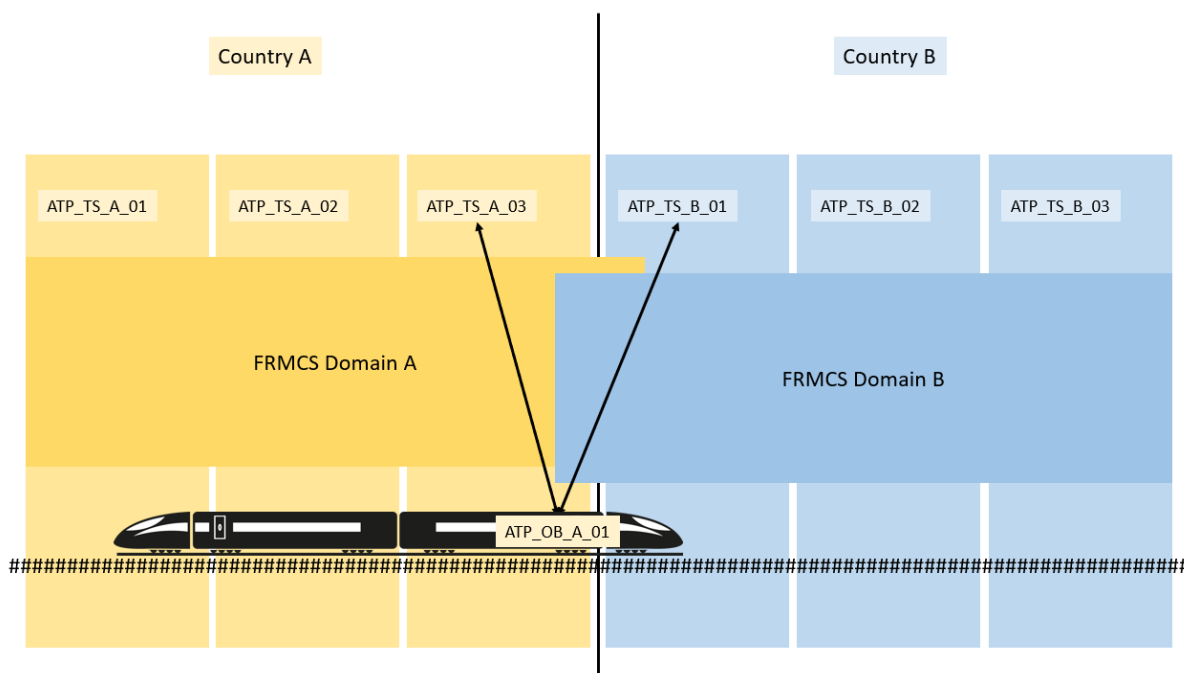 Country A
Country B
ATP_TS_A_01
ATP_TS_A_02
ATP_TS_A_03
ATP_TS_B_01
ATP_TS_B_02
ATP_TS_B_03
FRMCS Domain A
FRMCS Domain B
ATP_OB_A_01